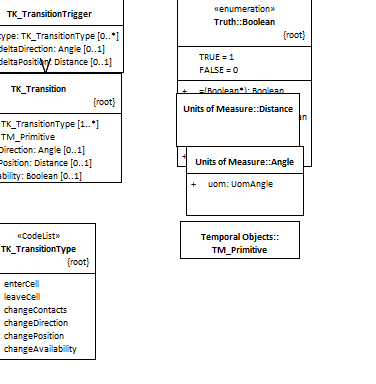 TK_TransitionTrigger
type: TK_TransitionType [0..*]
deltaDirection: Angle [0..1]
deltaPosition: Distance [0..1]
TK_Transition
{root}
TK_TransitionType [1..*]
TM_Primitive
Direction: Angle [0..1]
Position: Distance [0..1]
ability: Boolean [0..1]
«CodeList»
TK_TransitionType
{root}
enterCell
leaveCell
changeContacts
changeDirection
changePosition
changeAvailability
«enumeration»
Truth::Boolean
{root}
TRUE = 1
FALSE = 0
+ =(Boolean*): Boolean
Units of Measure::Distance
+
Units of Measure::Angle
+ uom: UomAngle
Temporal Objects::
TM_Primitive